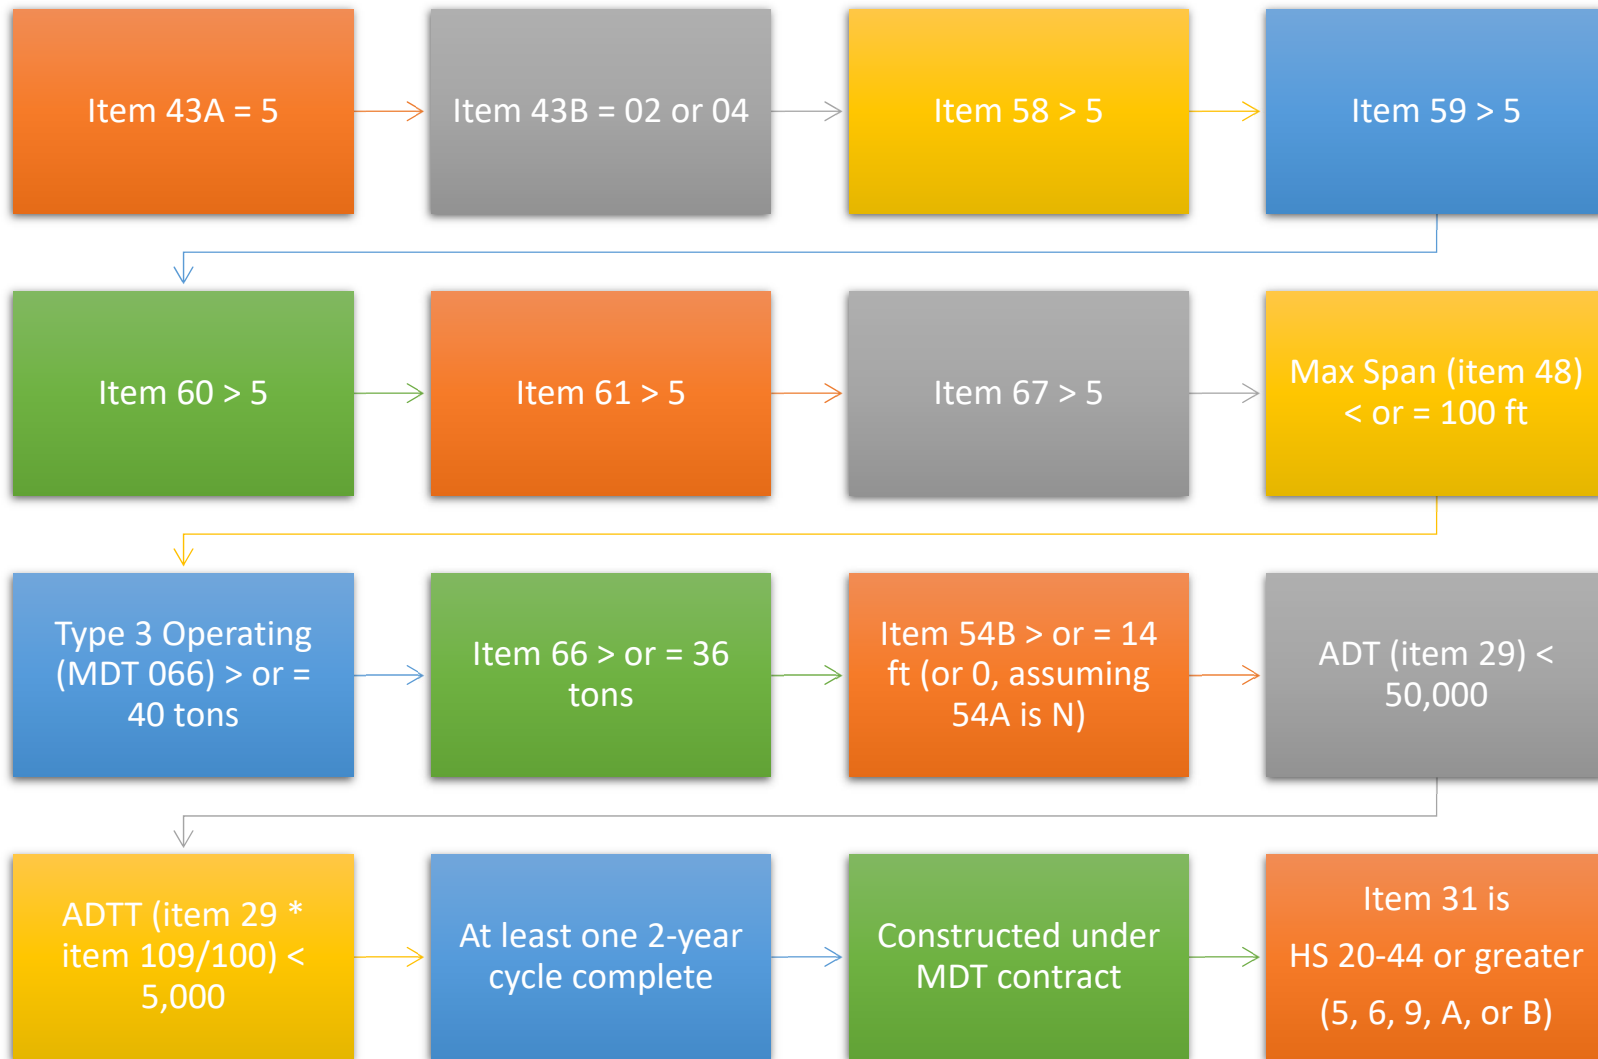 Item 43A = 5
Item 43B = 02 or 04
Item 58 > 5
Item 59 > 5
Item 60 > 5
Item 61 > 5
Item 67 > 5
Max Span (item 48)
< or = 100 ft
Type 3 Operating
(MDT 066) > or =
40 tons
Item 66 > or = 36
tons
Item 54B > or = 14
ft (or 0, assuming
54A is N)
ADT (item 29) <
50,000
ADTT (item 29 *
item 109/100) <
5,000
At least one 2-year
cycle complete
Constructed under
MDT contract
Item 31 is
HS 20-44 or greater
(5, 6, 9, A, or B)